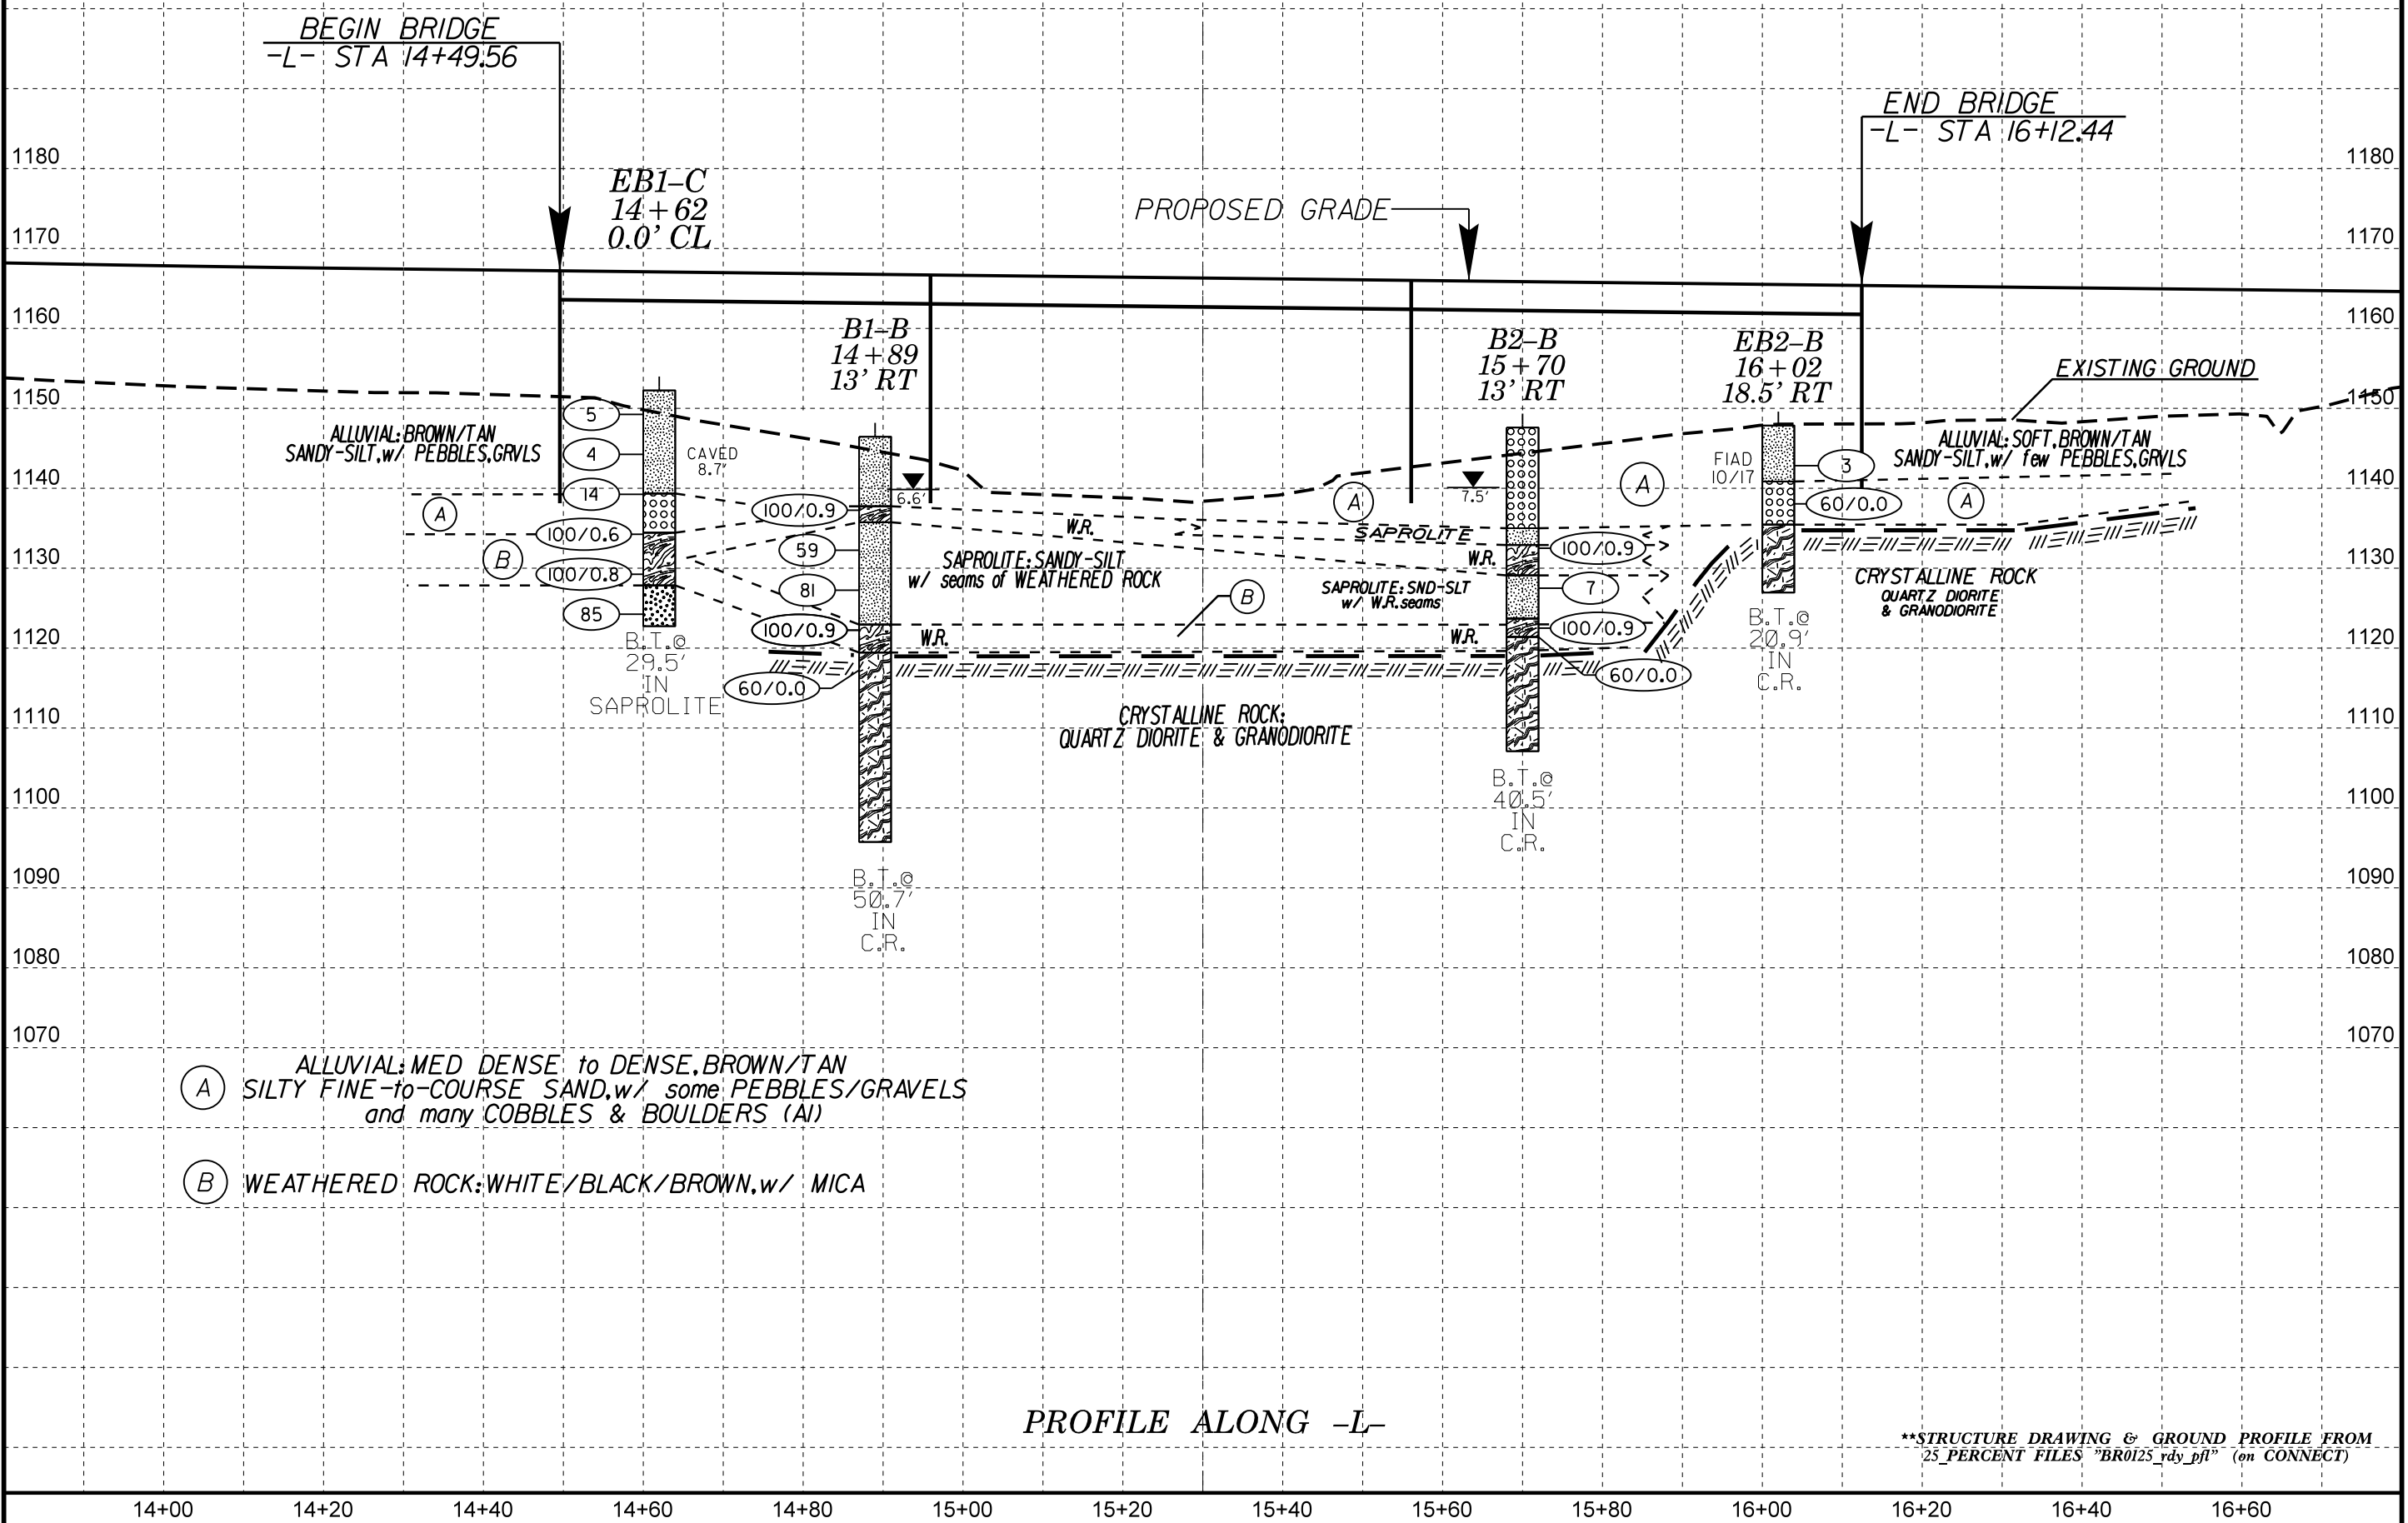 BEGIN BRIDGE
-L- STA 14+49.56
END BRIDGE
-L- STA 16+12.44
1180
1180
EB1–C
14+62
0.0' CL
PROPOSED GRADE
1170
1170
1160
1160
B1–B
14+89
13' RT
B2–B
15+70
13' RT
EB2–B
16+02
18.5' RT
EXISTING GROUND
1150
1150
5
ALLUVIAL: BROWN/TAN
SANDY-SILT, w/ PEBBLES, GRVLS
4
CAVED
8.7'
FIAD
10/17
3
ALLUVIAL: SOFT, BROWN/TAN
SANDY-SILT, w/ few PEBBLES, GRVLS
1140
1140
14
6.6'
7.5'
A
A
A
A
100/0.9
60/0.0
100/0.6
W.R.
SAPROLITE
1130
1130
B
59
100/0.9
W.R.
SAPROLITE: SANDY-SILT
w/ seams of WEATHERED ROCK
100/0.8
81
SAPROLITE: SND-SLT
w/ W.R. seams
7
B
CRYSTALLINE ROCK
QUARTZ DIORITE
& GRANODIORITE
85
1120
1120
100/0.9
W.R.
W.R.
100/0.9
B.T.@
29.5'
IN
SAPROLITE
B.T.@
20.9'
IN
C.R.
60/0.0
60/0.0
1110
1110
CRYSTALLINE ROCK:
QUARTZ DIORITE & GRANODIORITE
1100
1100
B.T.@
40.5'
IN
C.R.
1090
1090
B.T.@
50.7'
IN
C.R.
1080
1080
1070
1070
A
ALLUVIAL: MED DENSE to DENSE, BROWN/TAN
SILTY FINE-to-COURSE SAND, w/ some PEBBLES/GRAVELS
and many COBBLES & BOULDERS (Al)
B
WEATHERED ROCK: WHITE/BLACK/BROWN, w/ MICA
PROFILE ALONG –L–
**STRUCTURE DRAWING & GROUND PROFILE FROM
25_PERCENT FILES "BR0125_rdy_pfl" (on CONNECT)
14+00 14+20 14+40 14+60 14+80 15+00 15+20 15+40 15+60 15+80 16+00 16+20 16+40 16+60